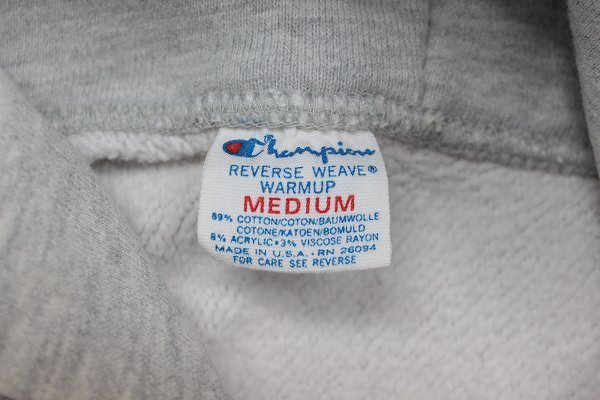 Champion
REVERSE WEAVE®
WARMUP
MEDIUM
89% COTTON/COTON/BAUMWOLLE
COTONE/KATOEN/BOMULD
8% ACRYLIC•3% VISCOSE RAYON
MADE IN U.S.A.•RN 26094
FOR CARE SEE REVERSE